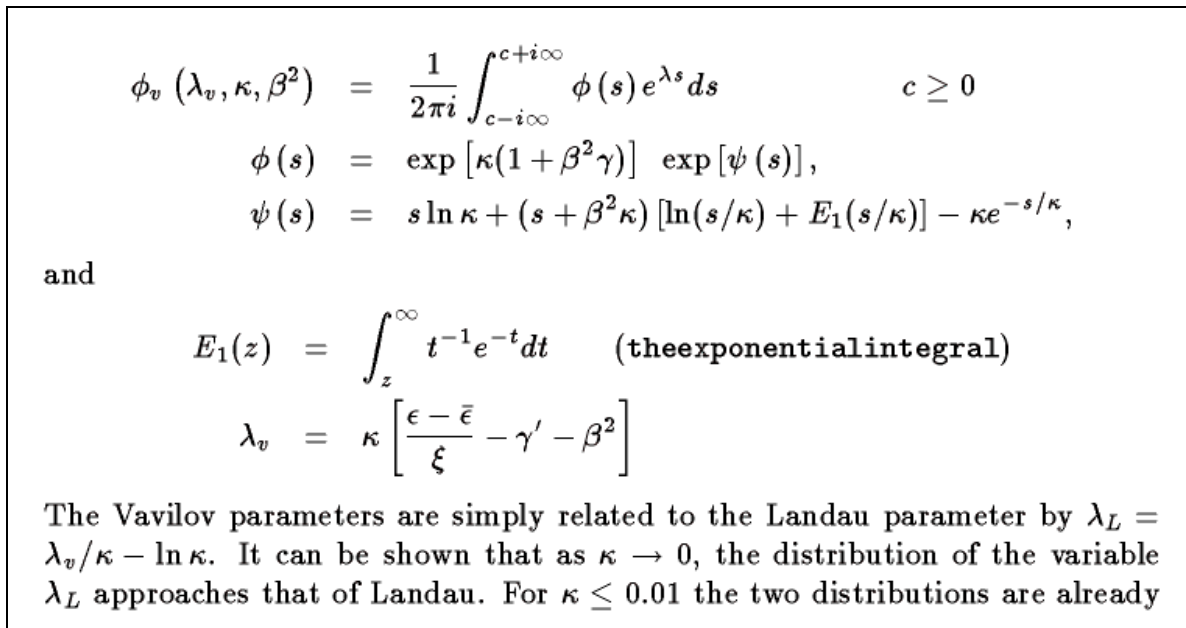 ϕ_v (λ_v, κ, β²) = 1/(2πi) ∫_{c−i∞}^{c+i∞} ϕ(s) e^{λs} ds c ≥ 0
ϕ(s) = exp [κ(1 + β²γ)] exp [ψ(s)],
ψ(s) = s ln κ + (s + β²κ) [ln(s/κ) + E₁(s/κ)] − κe^{−s/κ},
and
E₁(z) = ∫_z^∞ t^{−1} e^{−t} dt (theexponentialintegral)
λ_v = κ [(ϵ − ϵ̄)/ξ − γ′ − β²]
The Vavilov parameters are simply related to the Landau parameter by λ_L =
λ_v/κ − ln κ. It can be shown that as κ → 0, the distribution of the variable
λ_L approaches that of Landau. For κ ≤ 0.01 the two distributions are already